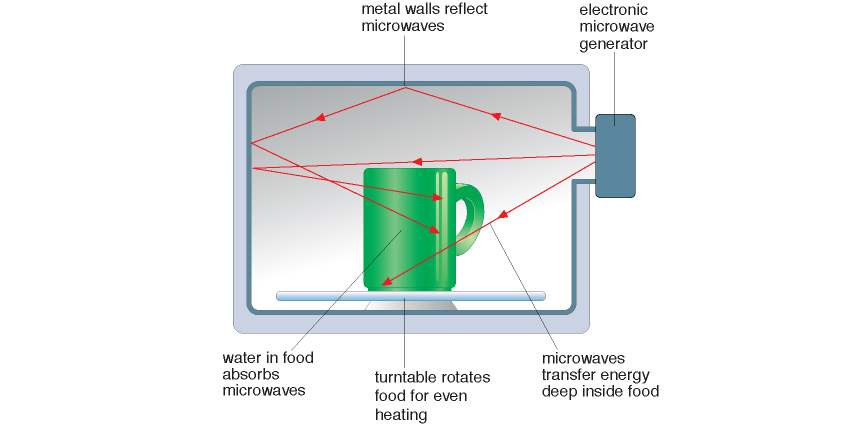 metal walls reflect
microwaves
electronic
microwave
generator
water in food
absorbs
microwaves
turntable rotates
food for even
heating
microwaves
transfer energy
deep inside food